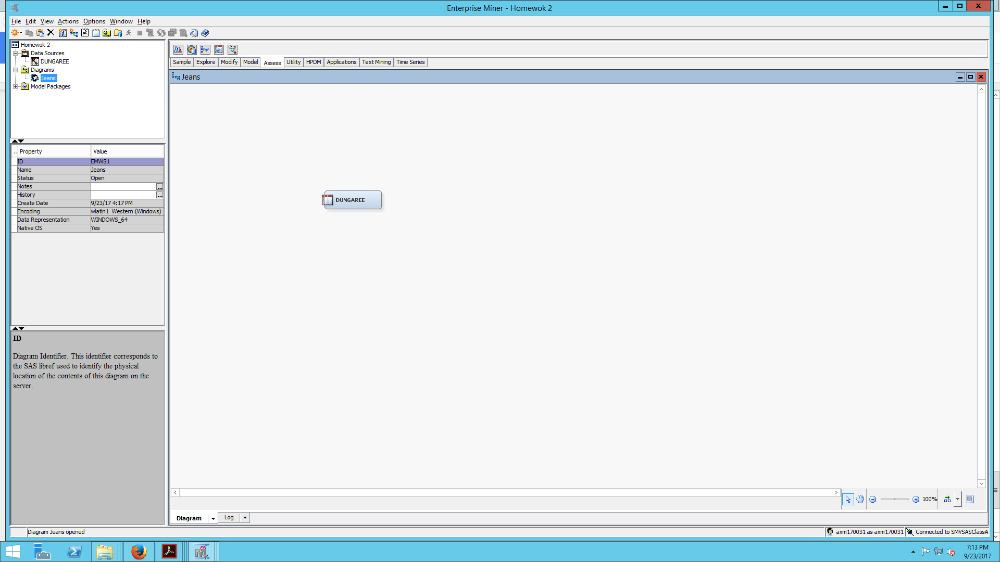 Enterprise Miner - Homewok 2
File Edit View Actions Options Window Help
Homewok 2
Data Sources
DUNGAREE
Diagrams
Jeans
Model Packages
Sample Explore Modify Model Assess Utility HPDM Applications Text Mining Time Series
Jeans
DUNGAREE
.. Property Value
ID EMWS1
Name Jeans
Status Open
Notes ...
History ...
Create Date 9/23/17 4:17 PM
Encoding wlatin1 Western (Windows)
Data Representation WINDOWS_64
Native OS Yes
ID
Diagram Identifier. This identifier corresponds to
the SAS libref used to identify the physical
location of the contents of this diagram on the
server.
100%
Diagram Log
Diagram Jeans opened
axm170031 as axm170031 Connected to SMVSASClassA
7:13 PM
9/23/2017